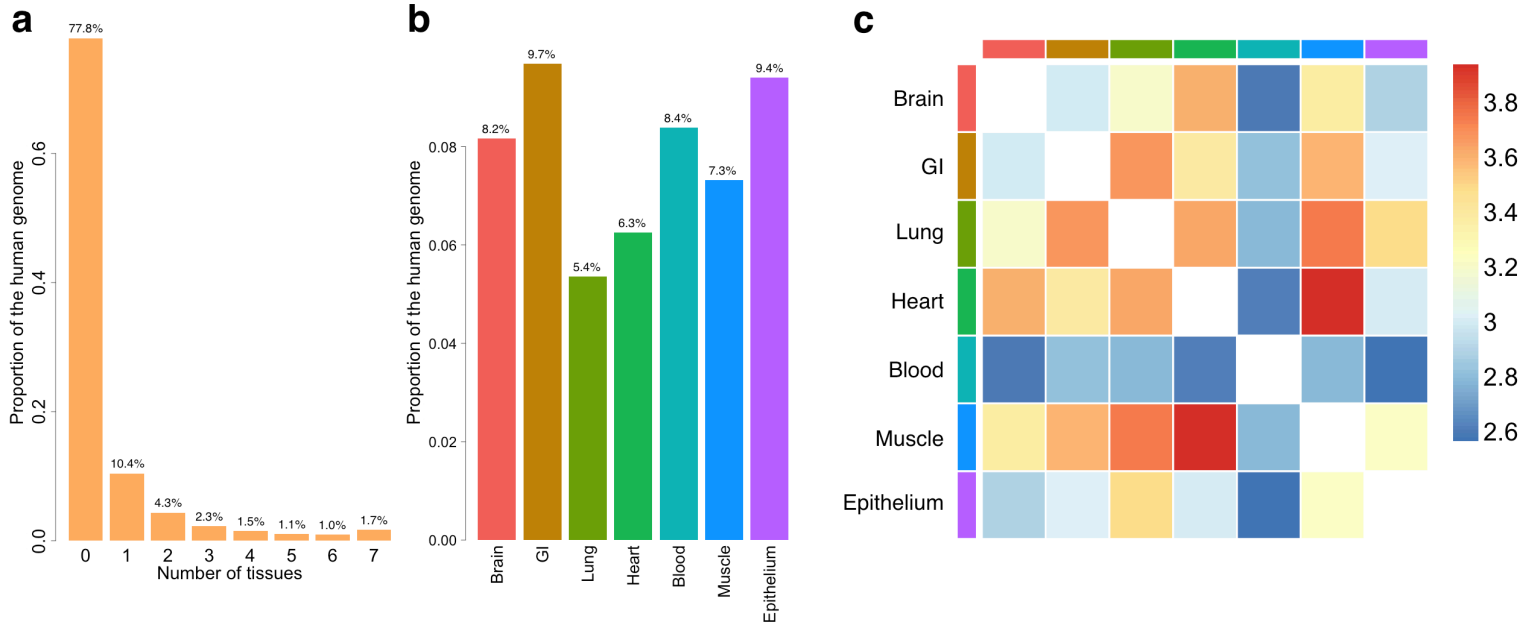 a
77.8%
10.4%
4.3%
2.3%
1.5%
1.1%
1.0%
1.7%
0.0
0.2
0.4
0.6
Proportion of the human genome
0 1 2 3 4 5 6 7
Number of tissues
b
8.2%
9.7%
5.4%
6.3%
8.4%
7.3%
9.4%
0.00
0.02
0.04
0.06
0.08
Proportion of the human genome
Brain
GI
Lung
Heart
Blood
Muscle
Epithelium
c
Brain
GI
Lung
Heart
Blood
Muscle
Epithelium
3.8
3.6
3.4
3.2
3
2.8
2.6